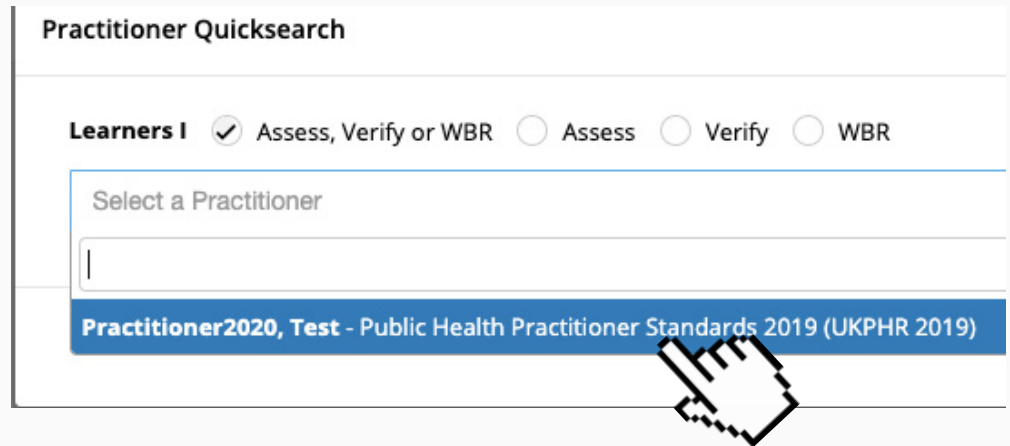 Practitioner Quicksearch
Learners I Assess, Verify or WBR Assess Verify WBR
Select a Practitioner
Practitioner2020, Test - Public Health Practitioner Standards 2019 (UKPHR 2019)